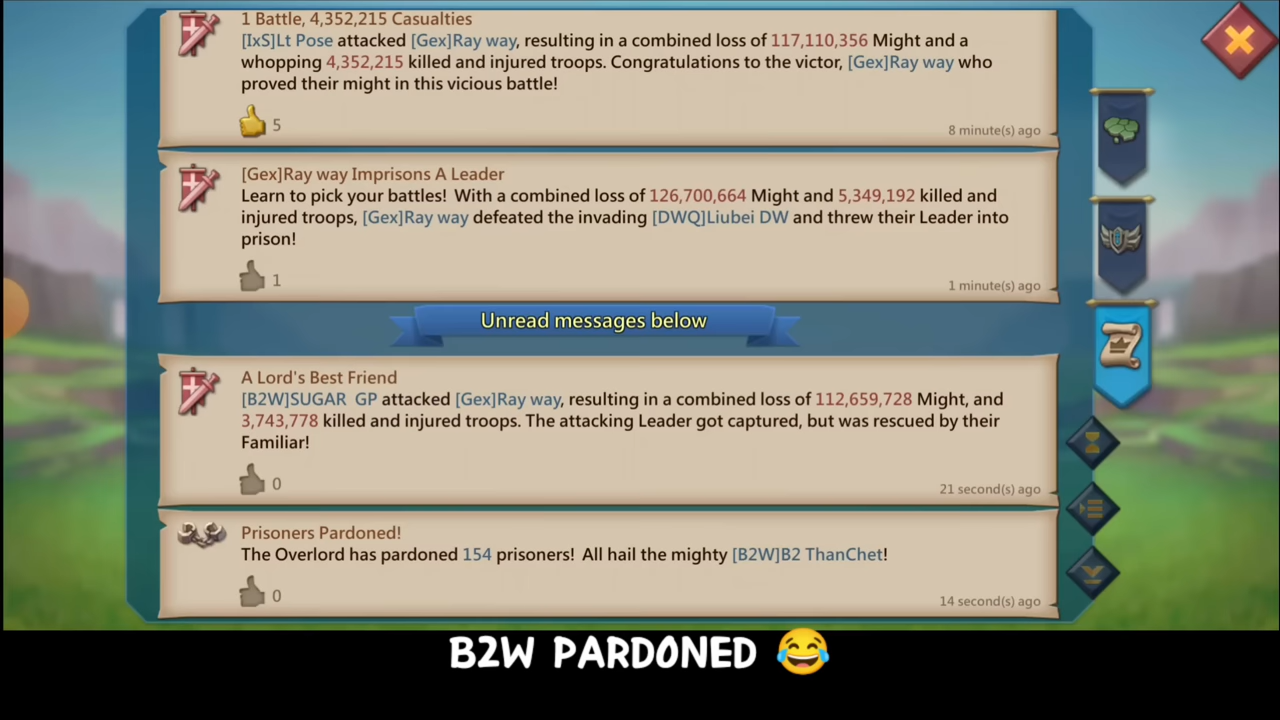 1 Battle, 4,352,215 Casualties
[IxS]Lt Pose attacked [Gex]Ray way, resulting in a combined loss of 117,110,356 Might and a
whopping 4,352,215 killed and injured troops. Congratulations to the victor, [Gex]Ray way who
proved their might in this vicious battle!
5
8 minute(s) ago
[Gex]Ray way Imprisons A Leader
Learn to pick your battles! With a combined loss of 126,700,664 Might and 5,349,192 killed and
injured troops, [Gex]Ray way defeated the invading [DWQ]Liubei DW and threw their Leader into
prison!
1
1 minute(s) ago
Unread messages below
A Lord's Best Friend
[B2W]SUGAR GP attacked [Gex]Ray way, resulting in a combined loss of 112,659,728 Might, and
3,743,778 killed and injured troops. The attacking Leader got captured, but was rescued by their
Familiar!
0
21 second(s) ago
Prisoners Pardoned!
The Overlord has pardoned 154 prisoners! All hail the mighty [B2W]B2 ThanChet!
0
14 second(s) ago
B2W PARDONED 😂